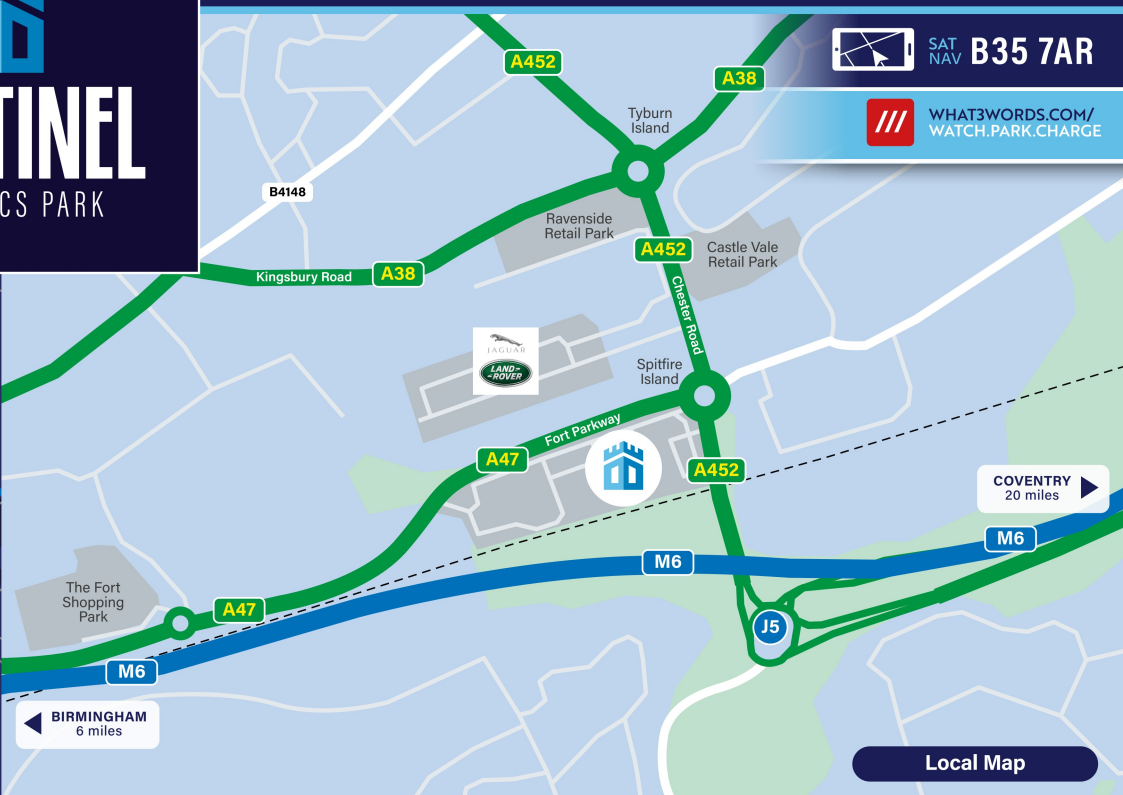 TINEL
CS PARK
SAT
NAV
B35 7AR
WHAT3WORDS.COM/
WATCH.PARK.CHARGE
A452
A38
Tyburn
Island
B4148
Ravenside
Retail Park
A452
Castle Vale
Retail Park
Kingsbury Road
A38
Chester Road
JAGUAR
LAND-
-ROVER
Spitfire
Island
Fort Parkway
A47
A452
COVENTRY
20 miles
M6
M6
The Fort
Shopping
Park
A47
J5
M6
BIRMINGHAM
6 miles
Local Map